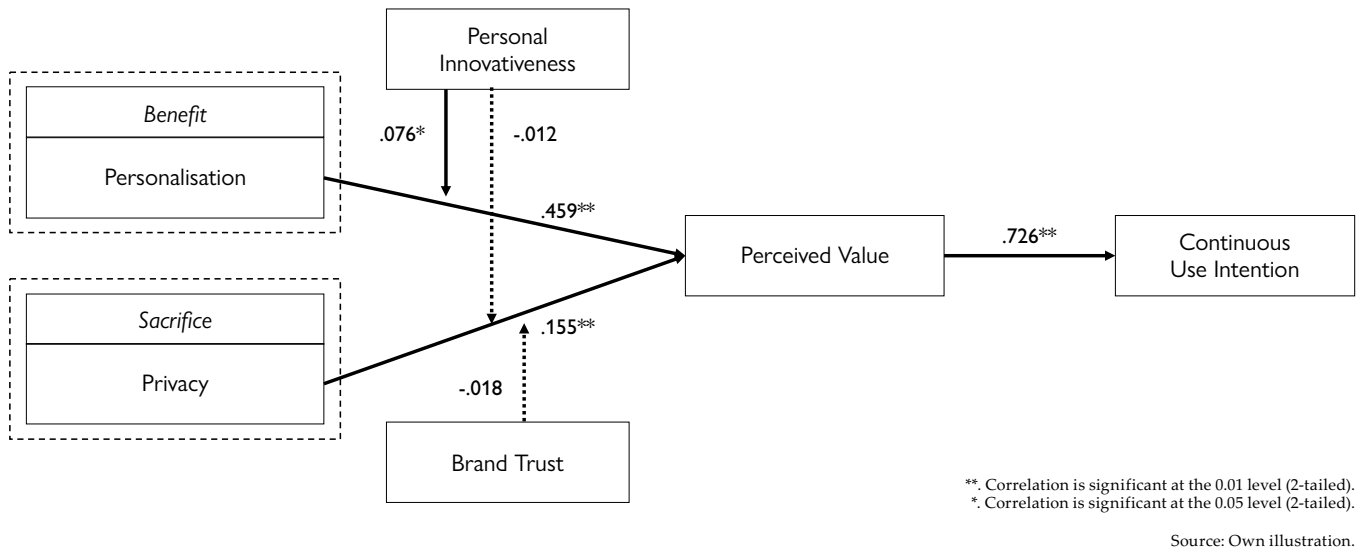 Personal
Innovativeness
Benefit
Personalisation
.076*
-.012
.459**
Perceived Value
.726**
Continuous
Use Intention
Sacrifice
Privacy
.155**
-.018
Brand Trust
**. Correlation is significant at the 0.01 level (2-tailed).
*. Correlation is significant at the 0.05 level (2-tailed).
Source: Own illustration.